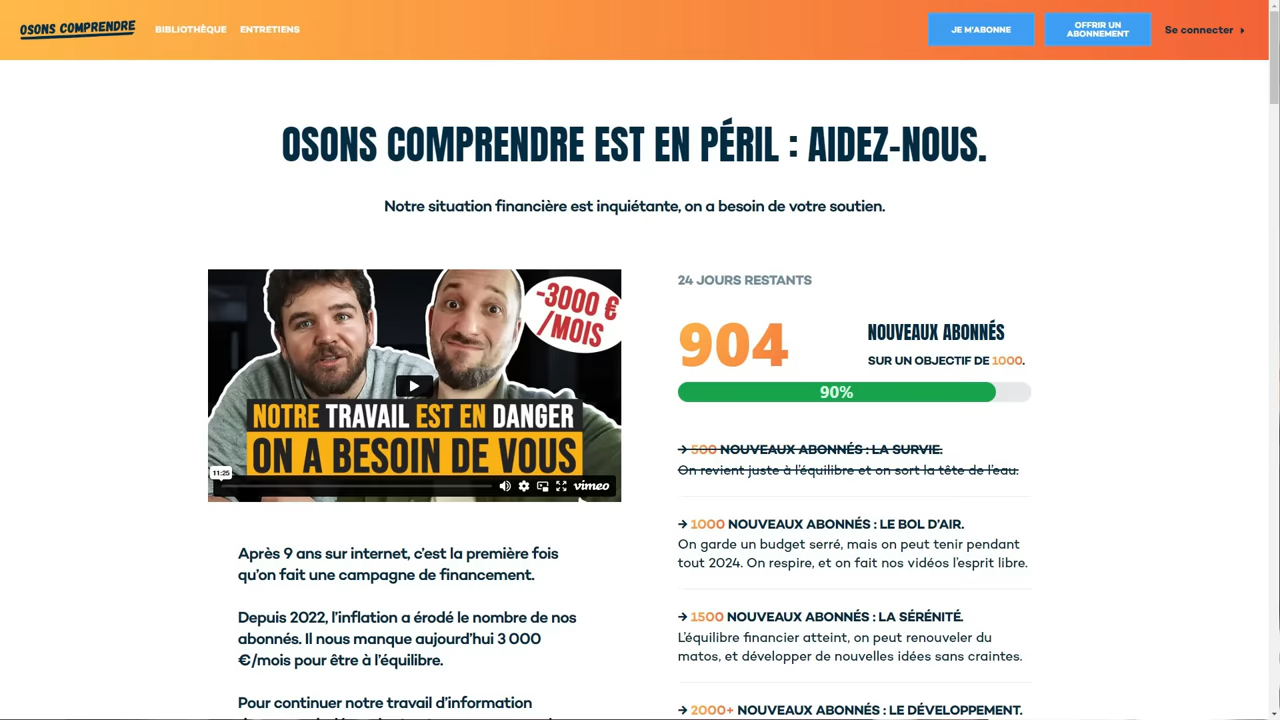 OSONS COMPRENDRE
BIBLIOTHÈQUE
ENTRETIENS
JE M'ABONNE
OFFRIR UN
ABONNEMENT
Se connecter
OSONS COMPRENDRE EST EN PÉRIL : AIDEZ-NOUS.
Notre situation financière est inquiétante, on a besoin de votre soutien.
-3000 €
/MOIS
NOTRE TRAVAIL EST EN DANGER
ON A BESOIN DE VOUS
11:25
vimeo
Après 9 ans sur internet, c'est la première fois
qu'on fait une campagne de financement.
Depuis 2022, l'inflation a érodé le nombre de nos
abonnés. Il nous manque aujourd'hui 3 000
€/mois pour être à l'équilibre.
Pour continuer notre travail d'information
24 JOURS RESTANTS
904
NOUVEAUX ABONNÉS
SUR UN OBJECTIF DE 1000.
90%
→ 500 NOUVEAUX ABONNÉS : LA SURVIE.
On revient juste à l'équilibre et on sort la tête de l'eau.
→ 1000 NOUVEAUX ABONNÉS : LE BOL D'AIR.
On garde un budget serré, mais on peut tenir pendant
tout 2024. On respire, et on fait nos vidéos l'esprit libre.
→ 1500 NOUVEAUX ABONNÉS : LA SÉRÉNITÉ.
L'équilibre financier atteint, on peut renouveler du
matos, et développer de nouvelles idées sans craintes.
→ 2000+ NOUVEAUX ABONNÉS : LE DÉVELOPPEMENT.